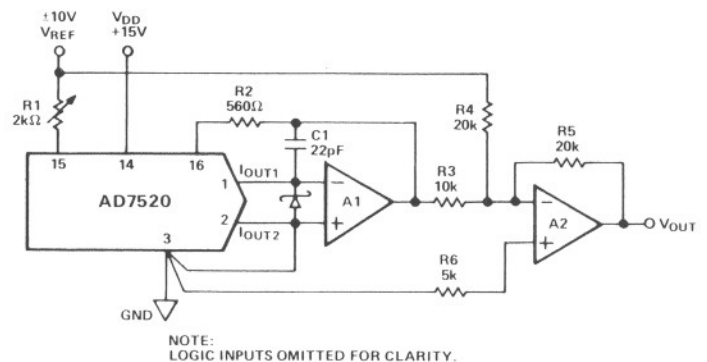 ±10V
VREF
VDD
+15V
R1
2kΩ
R2
560Ω
C1
22pF
R4
20k
R5
20k
15
14
16
AD7520
1
IOUT1
2
IOUT2
3
−
+
A1
R3
10k
−
+
A2
VOUT
R6
5k
GND
NOTE:
LOGIC INPUTS OMITTED FOR CLARITY.